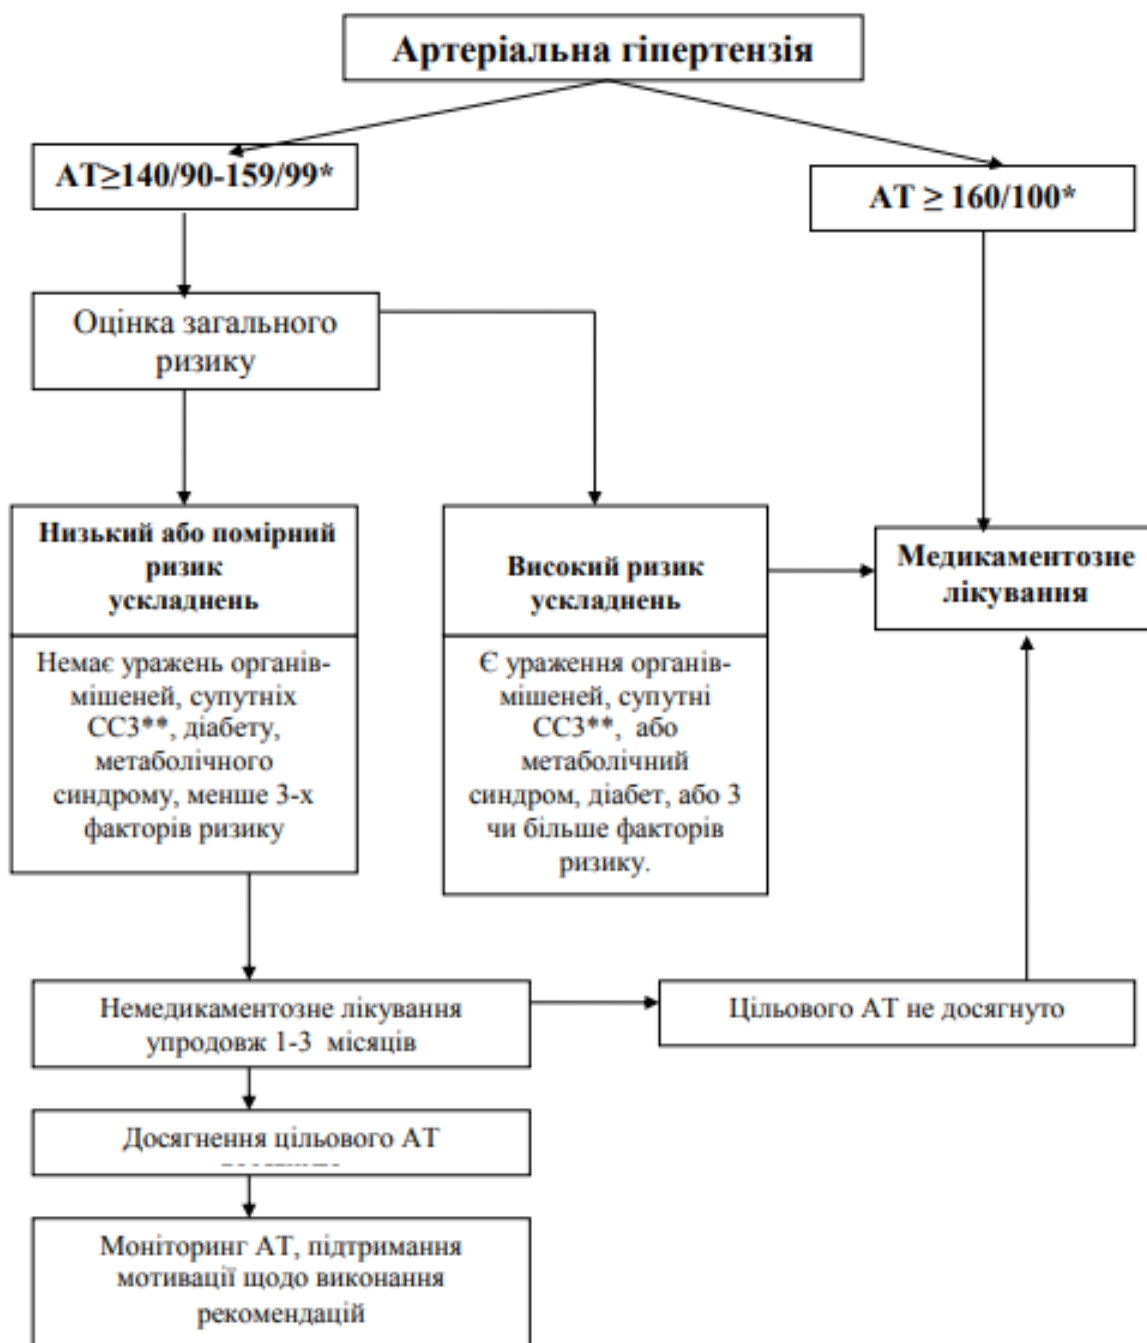 Артеріальна гіпертензія
АТ≥140/90-159/99*
АТ ≥ 160/100*
Оцінка загального
ризику
Низький або помірний
ризик
ускладнень
Немає уражень органів-
мішеней, супутніх
ССЗ**, діабету,
метаболічного
синдрому, менше 3-х
факторів ризику
Високий ризик
ускладнень
Є ураження органів-
мішеней, супутні
ССЗ**, або
метаболічний
синдром, діабет, або 3
чи більше факторів
ризику.
Медикаментозне
лікування
Немедикаментозне лікування
упродовж 1-3 місяців
Цільового АТ не досягнуто
Досягнення цільового АТ
Моніторинг АТ, підтримання
мотивації щодо виконання
рекомендацій